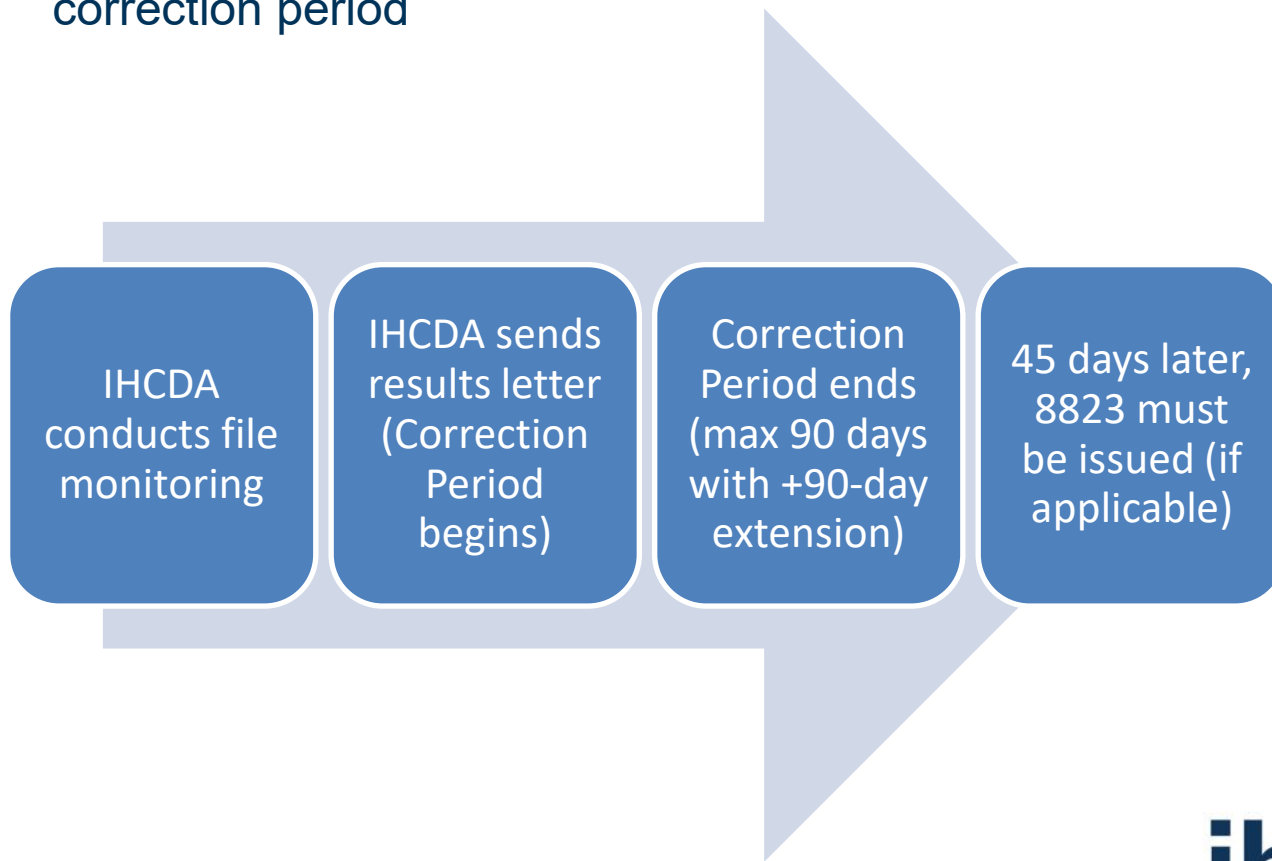 correction period
IHCDA
conducts file
monitoring
IHCDA sends
results letter
(Correction
Period
begins)
Correction
Period ends
(max 90 days
with +90-day
extension)
45 days later,
8823 must
be issued (if
applicable)